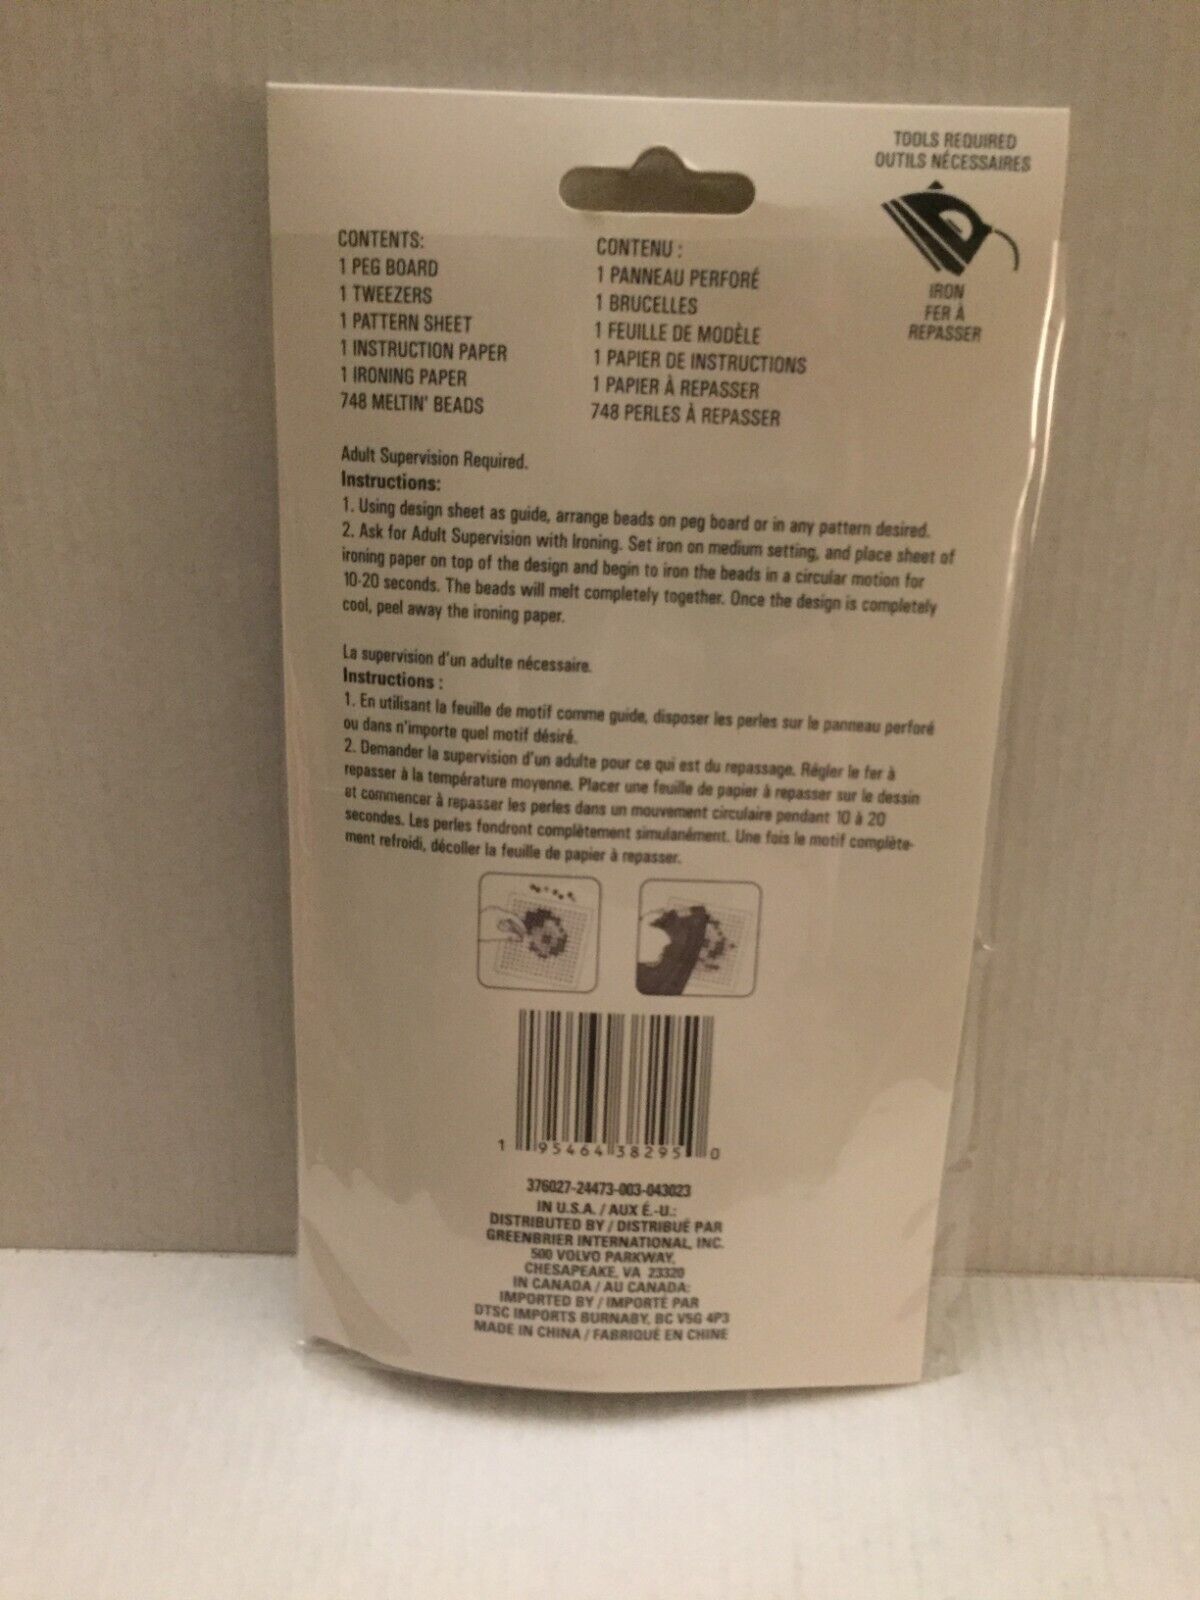 TOOLS REQUIRED
OUTILS NÉCESSAIRES
IRON
FER À
REPASSER
CONTENTS:
1 PEG BOARD
1 TWEEZERS
1 PATTERN SHEET
1 INSTRUCTION PAPER
1 IRONING PAPER
748 MELTIN' BEADS
CONTENU :
1 PANNEAU PERFORÉ
1 BRUCELLES
1 FEUILLE DE MODÈLE
1 PAPIER DE INSTRUCTIONS
1 PAPIER À REPASSER
748 PERLES À REPASSER
Adult Supervision Required.
Instructions:
1. Using design sheet as guide, arrange beads on peg board or in any pattern desired.
2. Ask for Adult Supervision with Ironing. Set iron on medium setting, and place sheet of
ironing paper on top of the design and begin to iron the beads in a circular motion for
10-20 seconds. The beads will melt completely together. Once the design is completely
cool, peel away the ironing paper.
La supervision d'un adulte nécessaire.
Instructions :
1. En utilisant la feuille de motif comme guide, disposer les perles sur le panneau perforé
ou dans n'importe quel motif désiré.
2. Demander la supervision d'un adulte pour ce qui est du repassage. Régler le fer à
repasser à la température moyenne. Placer une feuille de papier à repasser sur le dessin
et commencer à repasser les perles dans un mouvement circulaire pendant 10 à 20
secondes. Les perles fondront complètement simulanément. Une fois le motif complète-
ment refroidi, décoller la feuille de papier à repasser.
1 95464 38295 0
376027-24473-003-043023
IN U.S.A. / AUX É.-U.:
DISTRIBUTED BY / DISTRIBUÉ PAR
GREENBRIER INTERNATIONAL, INC.
500 VOLVO PARKWAY,
CHESAPEAKE, VA 23320
IN CANADA / AU CANADA:
IMPORTED BY / IMPORTÉ PAR
DTSC IMPORTS BURNABY, BC V5G 4P3
MADE IN CHINA / FABRIQUÉ EN CHINE